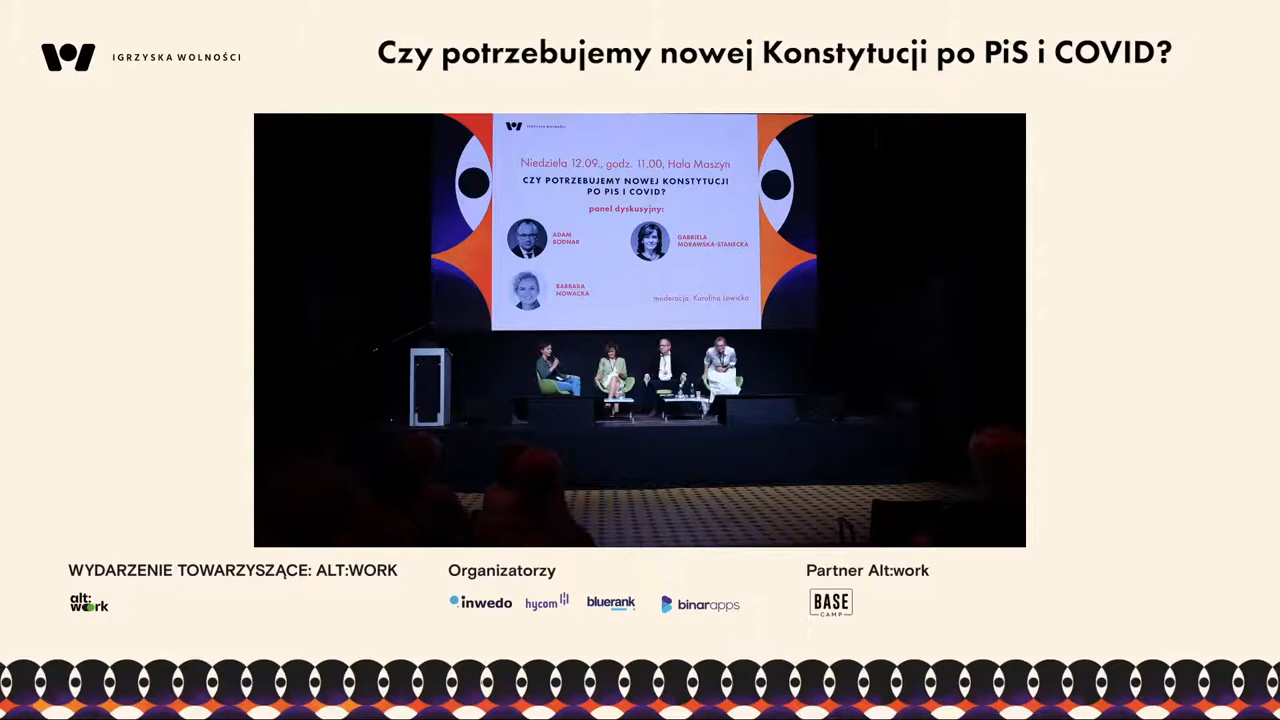 IGRZYSKA WOLNOŚCI
Czy potrzebujemy nowej Konstytucji po PiS i COVID?
IGRZYSKA WOLNOŚCI
Niedziela 12.09., godz. 11.00, Hala Maszyn
CZY POTRZEBUJEMY NOWEJ KONSTYTUCJI
PO PIS I COVID?
panel dyskusyjny:
ADAM
BODNAR
GABRIELA
MORAWSKA-STANECKA
BARBARA
NOWACKA
moderacja: Karolina Lewicka
WYDARZENIE TOWARZYSZĄCE: ALT:WORK
alt:
work
Organizatorzy
inwedo
hycom
bluerank
binarapps
Partner Alt:work
BASE
CAMP